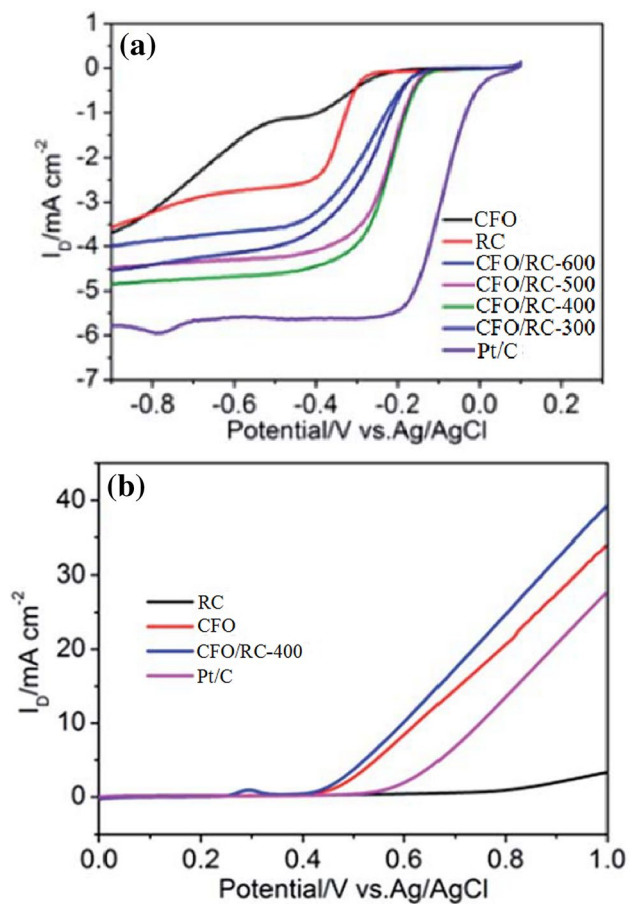 (a)
0
-1
-2
-3
-4
-5
-6
-7
I_D/mA cm⁻²
CFO
RC
CFO/RC-600
CFO/RC-500
CFO/RC-400
CFO/RC-300
Pt/C
-0.8 -0.6 -0.4 -0.2 0.0 0.2
Potential/V vs.Ag/AgCl
(b)
40
30
20
10
0
I_D/mA cm⁻²
RC
CFO
CFO/RC-400
Pt/C
0.0 0.2 0.4 0.6 0.8 1.0
Potential/V vs.Ag/AgCl